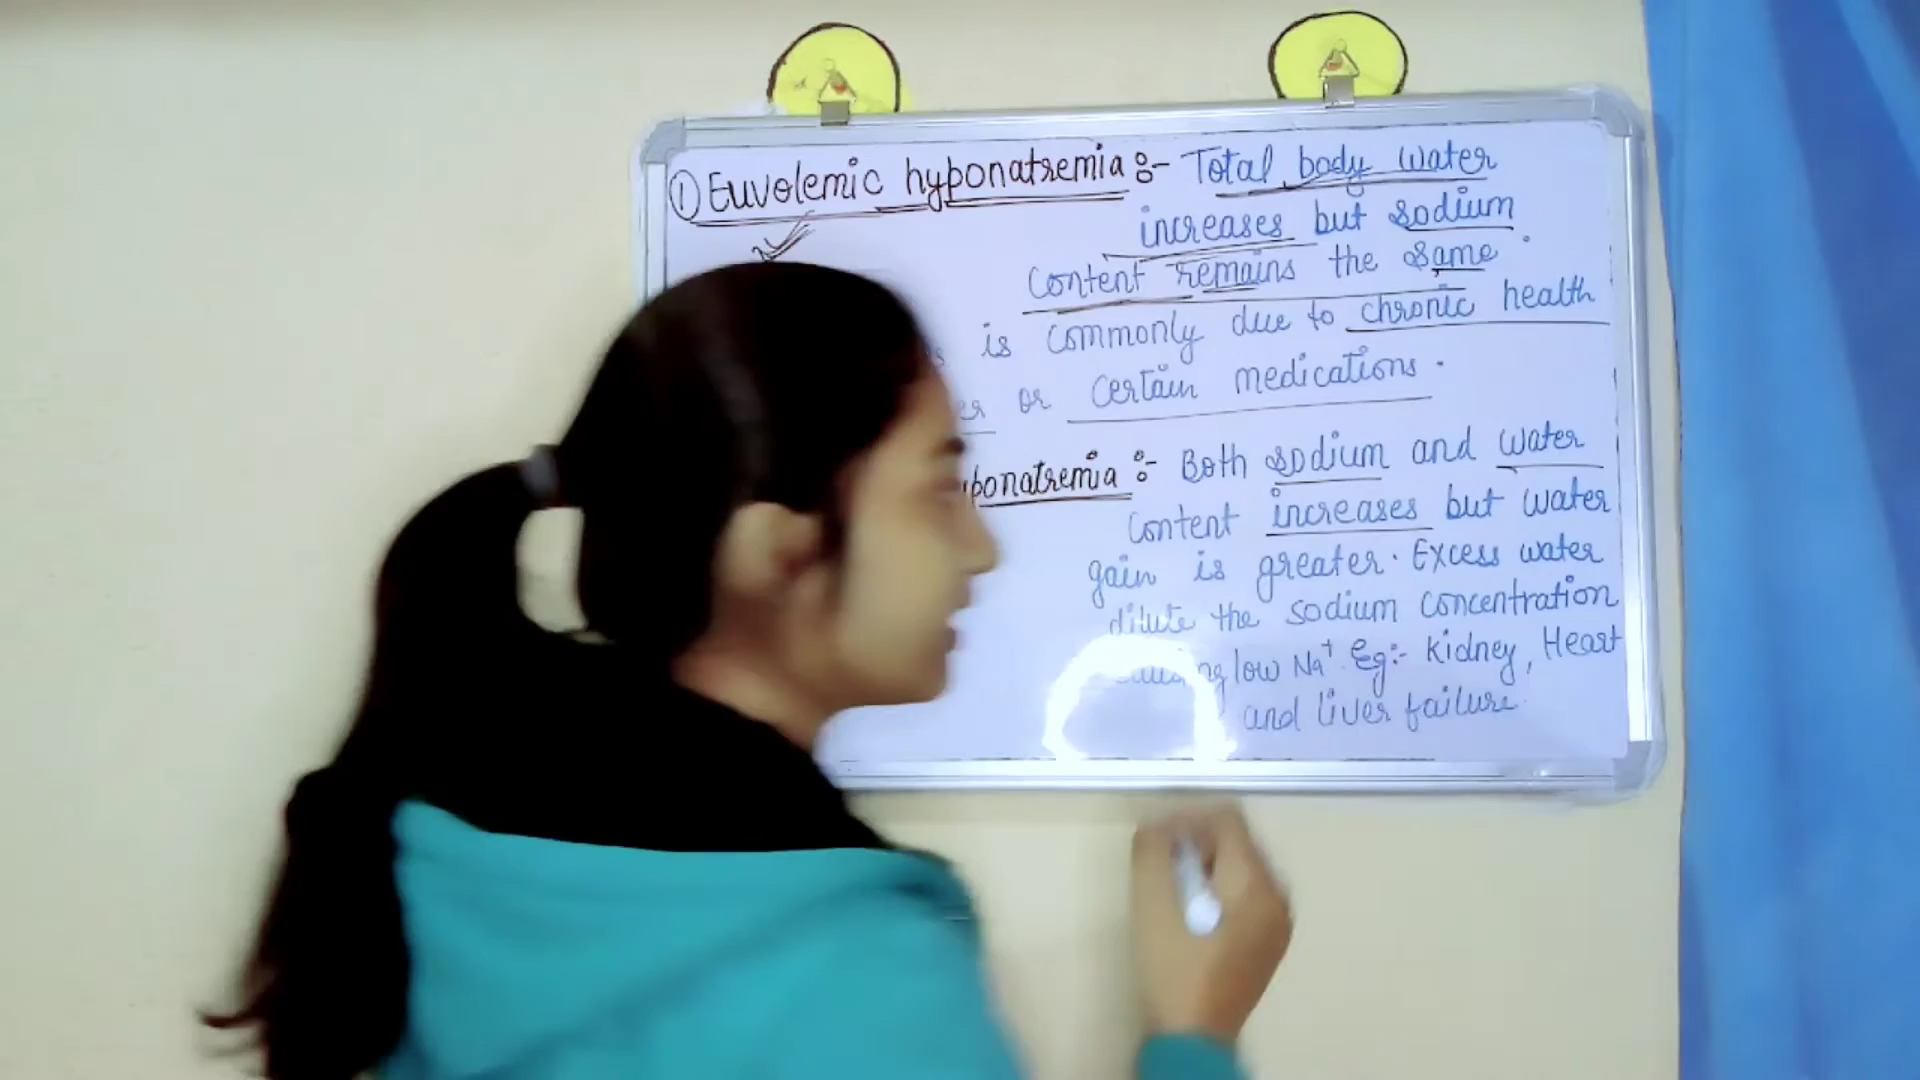 ① Euvolemic hyponatremia :- Total body water
increases but sodium
content remains the same.
is commonly due to chronic health
or certain medications.
:- Both sodium and water
content increases but water
gain is greater. Excess water
dilute the sodium concentration
low Na⁺. Eg:- Kidney, Heart
and liver failure.